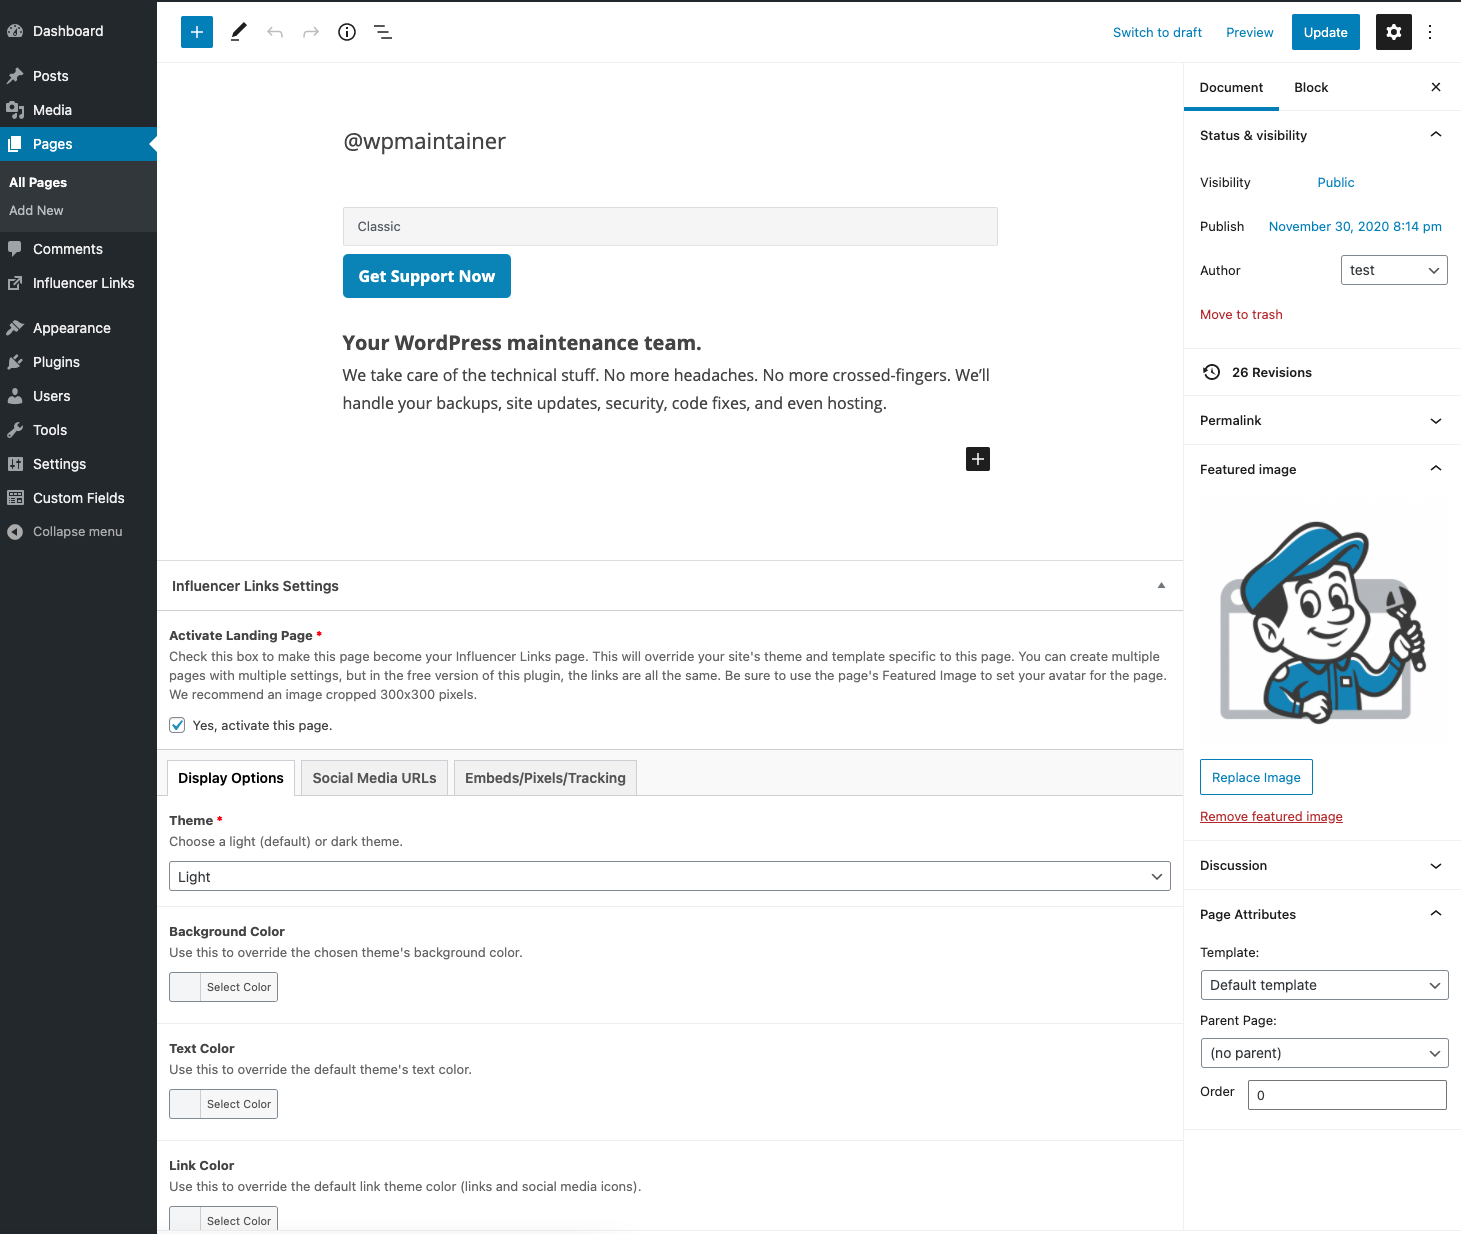 Dashboard
Posts
Media
Pages
All Pages
Add New
Comments
Influencer Links
Appearance
Plugins
Users
Tools
Settings
Custom Fields
Collapse menu
Switch to draft
Preview
Update
@wpmaintainer
Classic
Get Support Now
Your WordPress maintenance team.
We take care of the technical stuff. No more headaches. No more crossed-fingers. We’ll
handle your backups, site updates, security, code fixes, and even hosting.
Influencer Links Settings
Activate Landing Page *
Check this box to make this page become your Influencer Links page. This will override your site's theme and template specific to this page. You can create multiple
pages with multiple settings, but in the free version of this plugin, the links are all the same. Be sure to use the page's Featured Image to set your avatar for the page.
We recommend an image cropped 300x300 pixels.
Yes, activate this page.
Display Options
Social Media URLs
Embeds/Pixels/Tracking
Theme *
Choose a light (default) or dark theme.
Light
Background Color
Use this to override the chosen theme's background color.
Select Color
Text Color
Use this to override the default theme's text color.
Select Color
Link Color
Use this to override the default link theme color (links and social media icons).
Select Color
Document
Block
Status & visibility
Visibility
Public
Publish
November 30, 2020 8:14 pm
Author
test
Move to trash
26 Revisions
Permalink
Featured image
Replace Image
Remove featured image
Discussion
Page Attributes
Template:
Default template
Parent Page:
(no parent)
Order
0